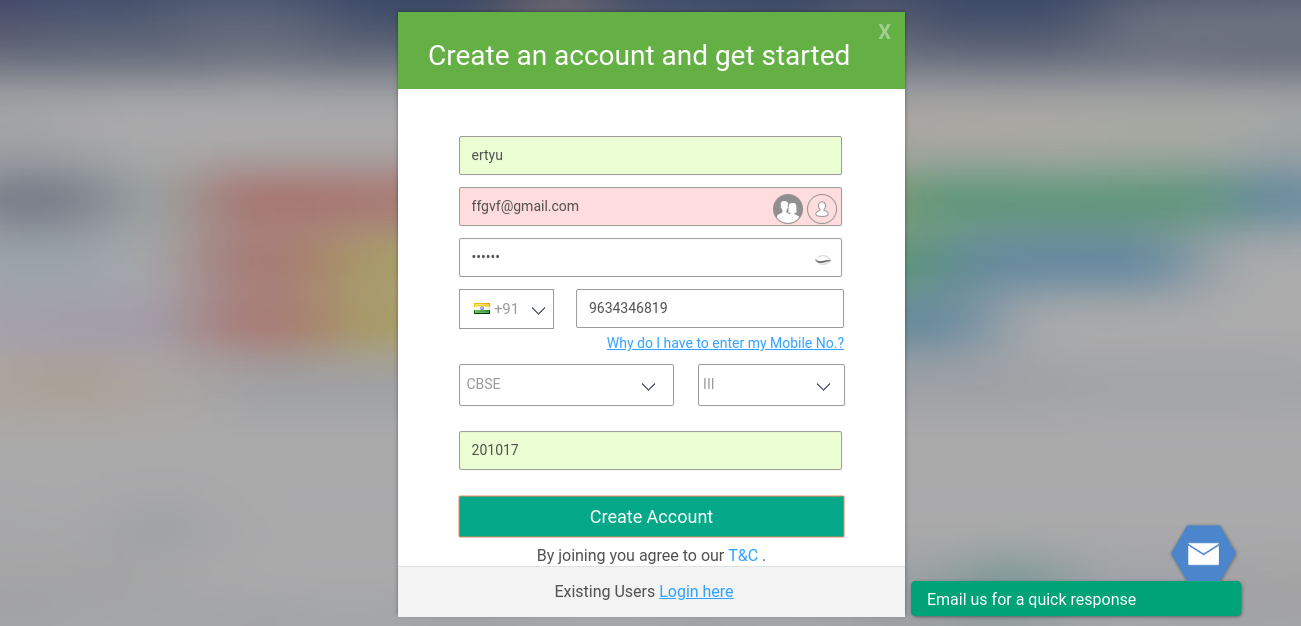 X
Create an account and get started
ertyu
ffgvf@gmail.com
••••••
+91
9634346819
Why do I have to enter my Mobile No.?
CBSE
III
201017
Create Account
By joining you agree to our T&C .
Existing Users Login here
Email us for a quick response